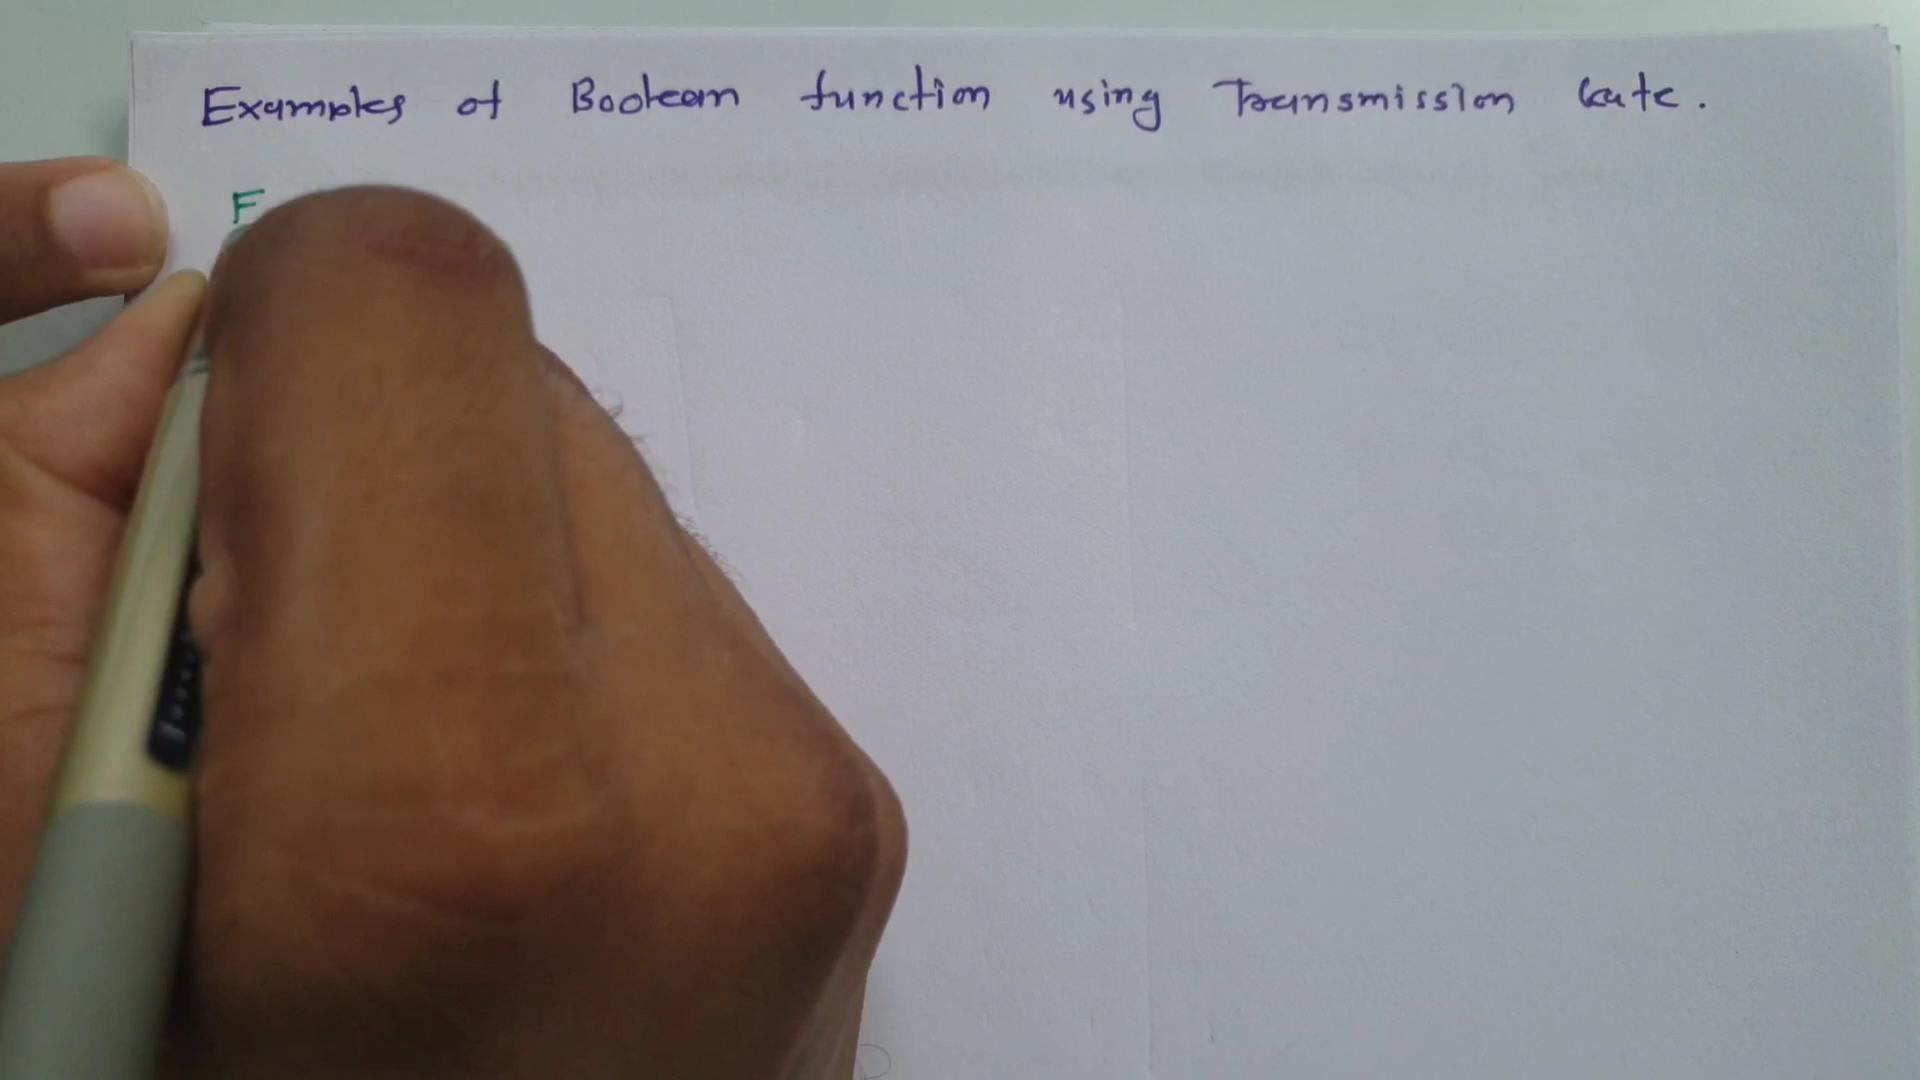 Examples of Boolean function using Transmission Gate.
F